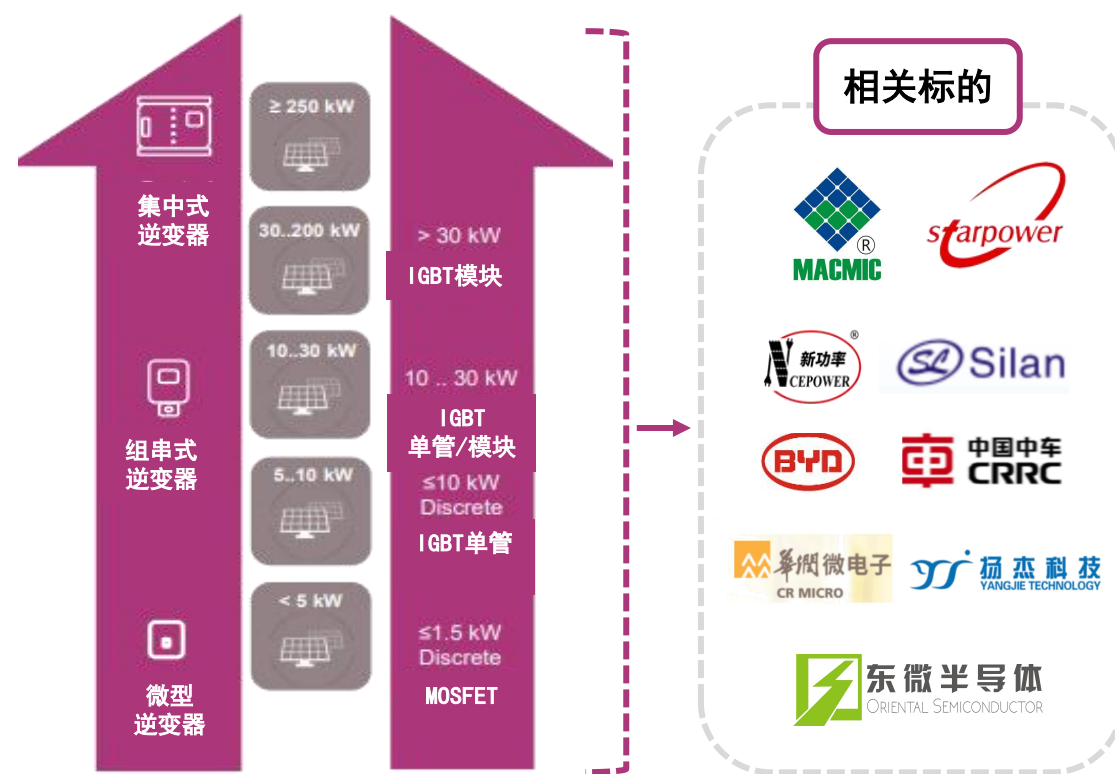 ≥ 250 kW
集中式
逆变器
30..200 kW
> 30 kW
IGBT模块
10..30 kW
10 .. 30 kW
IGBT
单管/模块
组串式
逆变器
5..10 kW
≤10 kW
Discrete
IGBT单管
< 5 kW
≤1.5 kW
Discrete
MOSFET
微型
逆变器
相关标的
®
MACMIC
starpower
®
新功率
NCEPOWER
SL Silan
BYD
中国中车
CRRC
華潤微电子
CR MICRO
yj 扬杰科技
YANGJIE TECHNOLOGY
东微半导体
ORIENTAL SEMICONDUCTOR